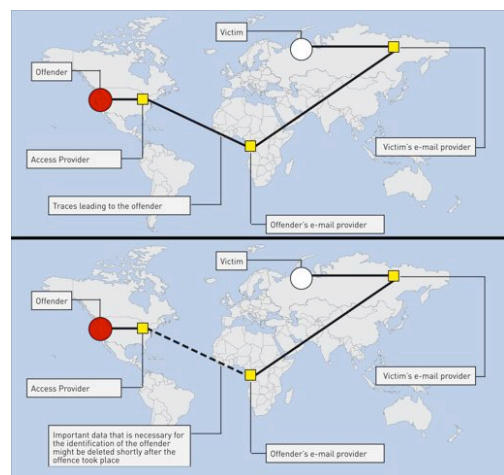 Victim
Offender
Access Provider
Victim's e-mail provider
Traces leading to the offender
Offender's e-mail provider
Victim
Offender
Access Provider
Victim's e-mail provider
Important data that is necessary for
the identification of the offender
might be deleted shortly after the
offence took place
Offender's e-mail provider